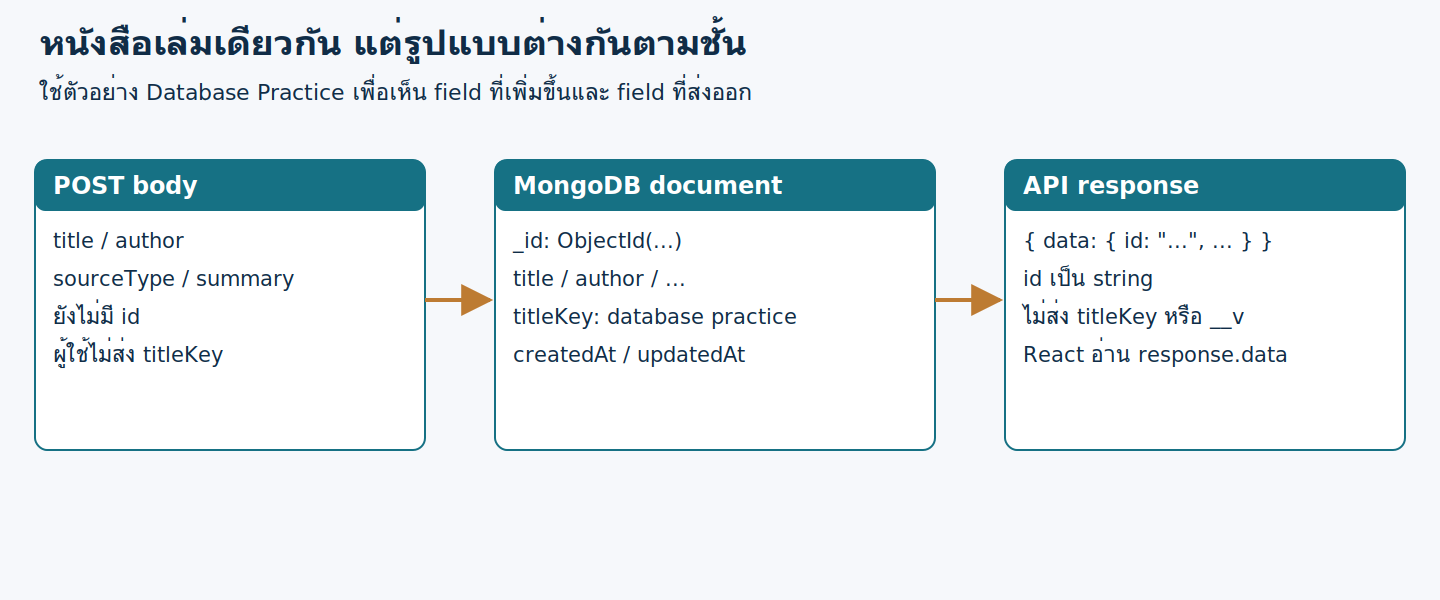 หนังสือเล่มเดียวกัน แต่รูปแบบต่างกันตามชั้น
ใช้ตัวอย่าง Database Practice เพื่อเห็น field ที่เพิ่มขึ้นและ field ที่ส่งออก
POST body
title / author
sourceType / summary
ยังไม่มี id
ผู้ใช้ไม่ส่ง titleKey
MongoDB document
_id: ObjectId(…)
title / author / …
titleKey: database practice
createdAt / updatedAt
API response
{ data: { id: "…", … } }
id เป็น string
ไม่ส่ง titleKey หรือ __v
React อ่าน response.data